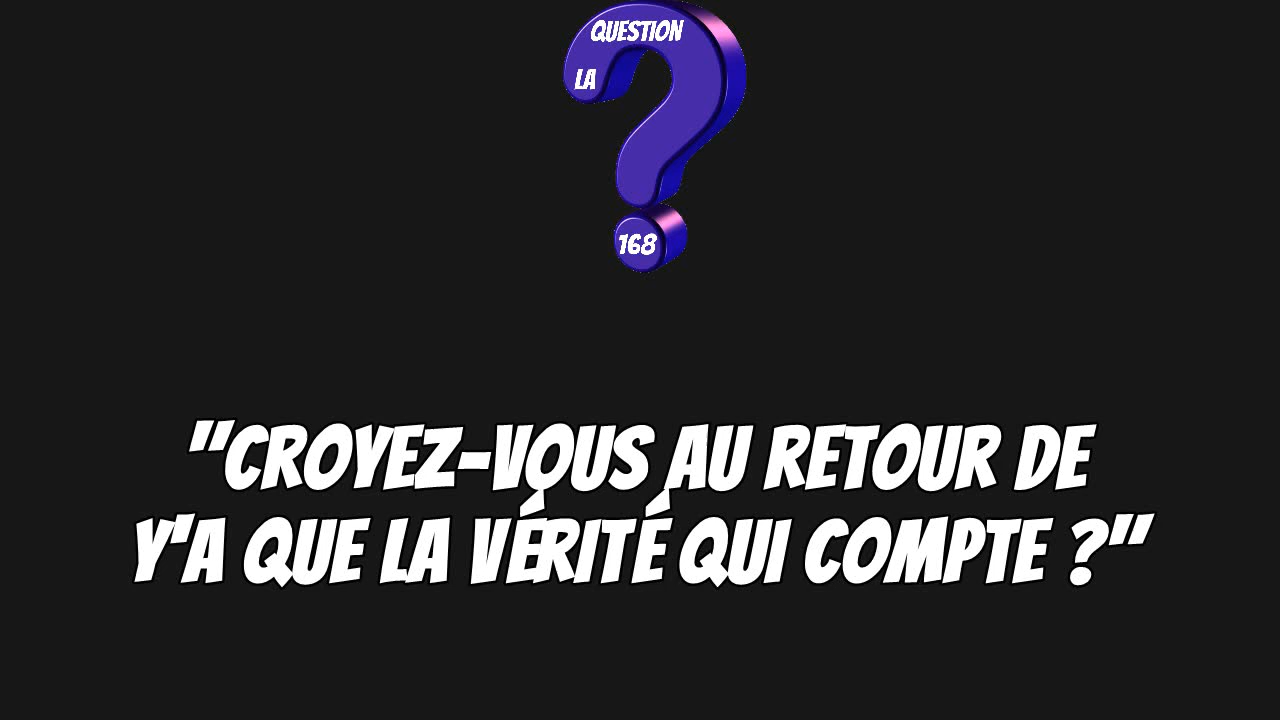 QUESTION
LA
168
"CROYEZ-VOUS AU RETOUR DE
Y'A QUE LA VÉRITÉ QUI COMPTE ?"